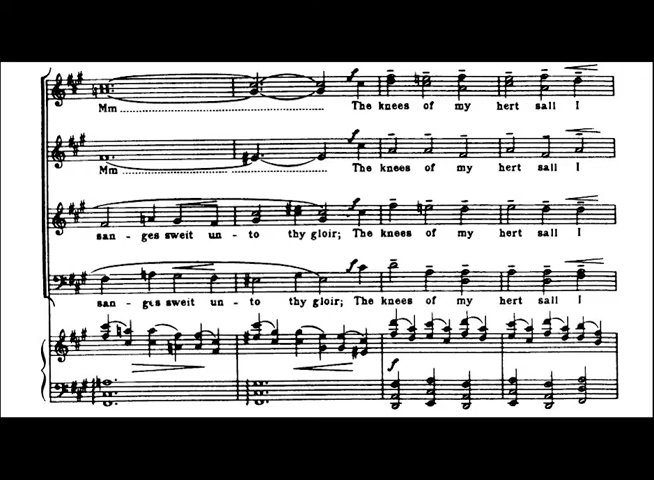 Mm The knees of my hert sall I
Mm The knees of my hert sall I
san - ges sweit un - to thy gloir; The knees of my hert sall I
san - ges sweit un - to thy gloir; The knees of my hert sall I